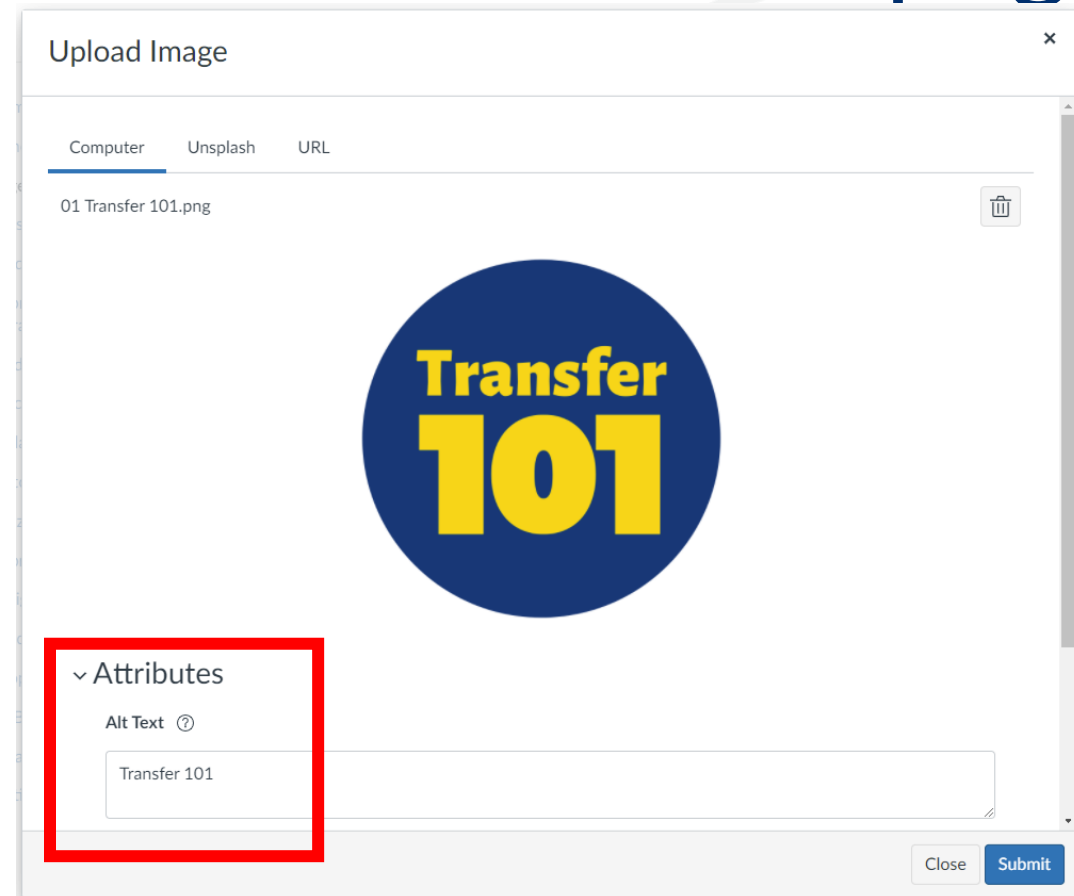 Upload Image
×
Computer Unsplash URL
01 Transfer 101.png
Transfer
101
Attributes
Alt Text ?
Transfer 101
Close Submit